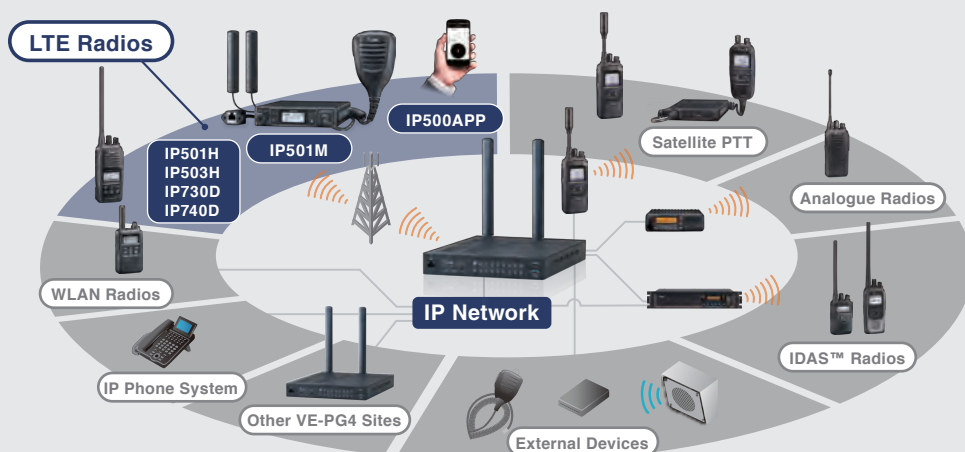 LTE Radios
IP500APP
IP501M
IP501H
IP503H
IP730D
IP740D
Satellite PTT
Analogue Radios
WLAN Radios
IP Network
IDAS™ Radios
IP Phone System
Other VE-PG4 Sites
External Devices